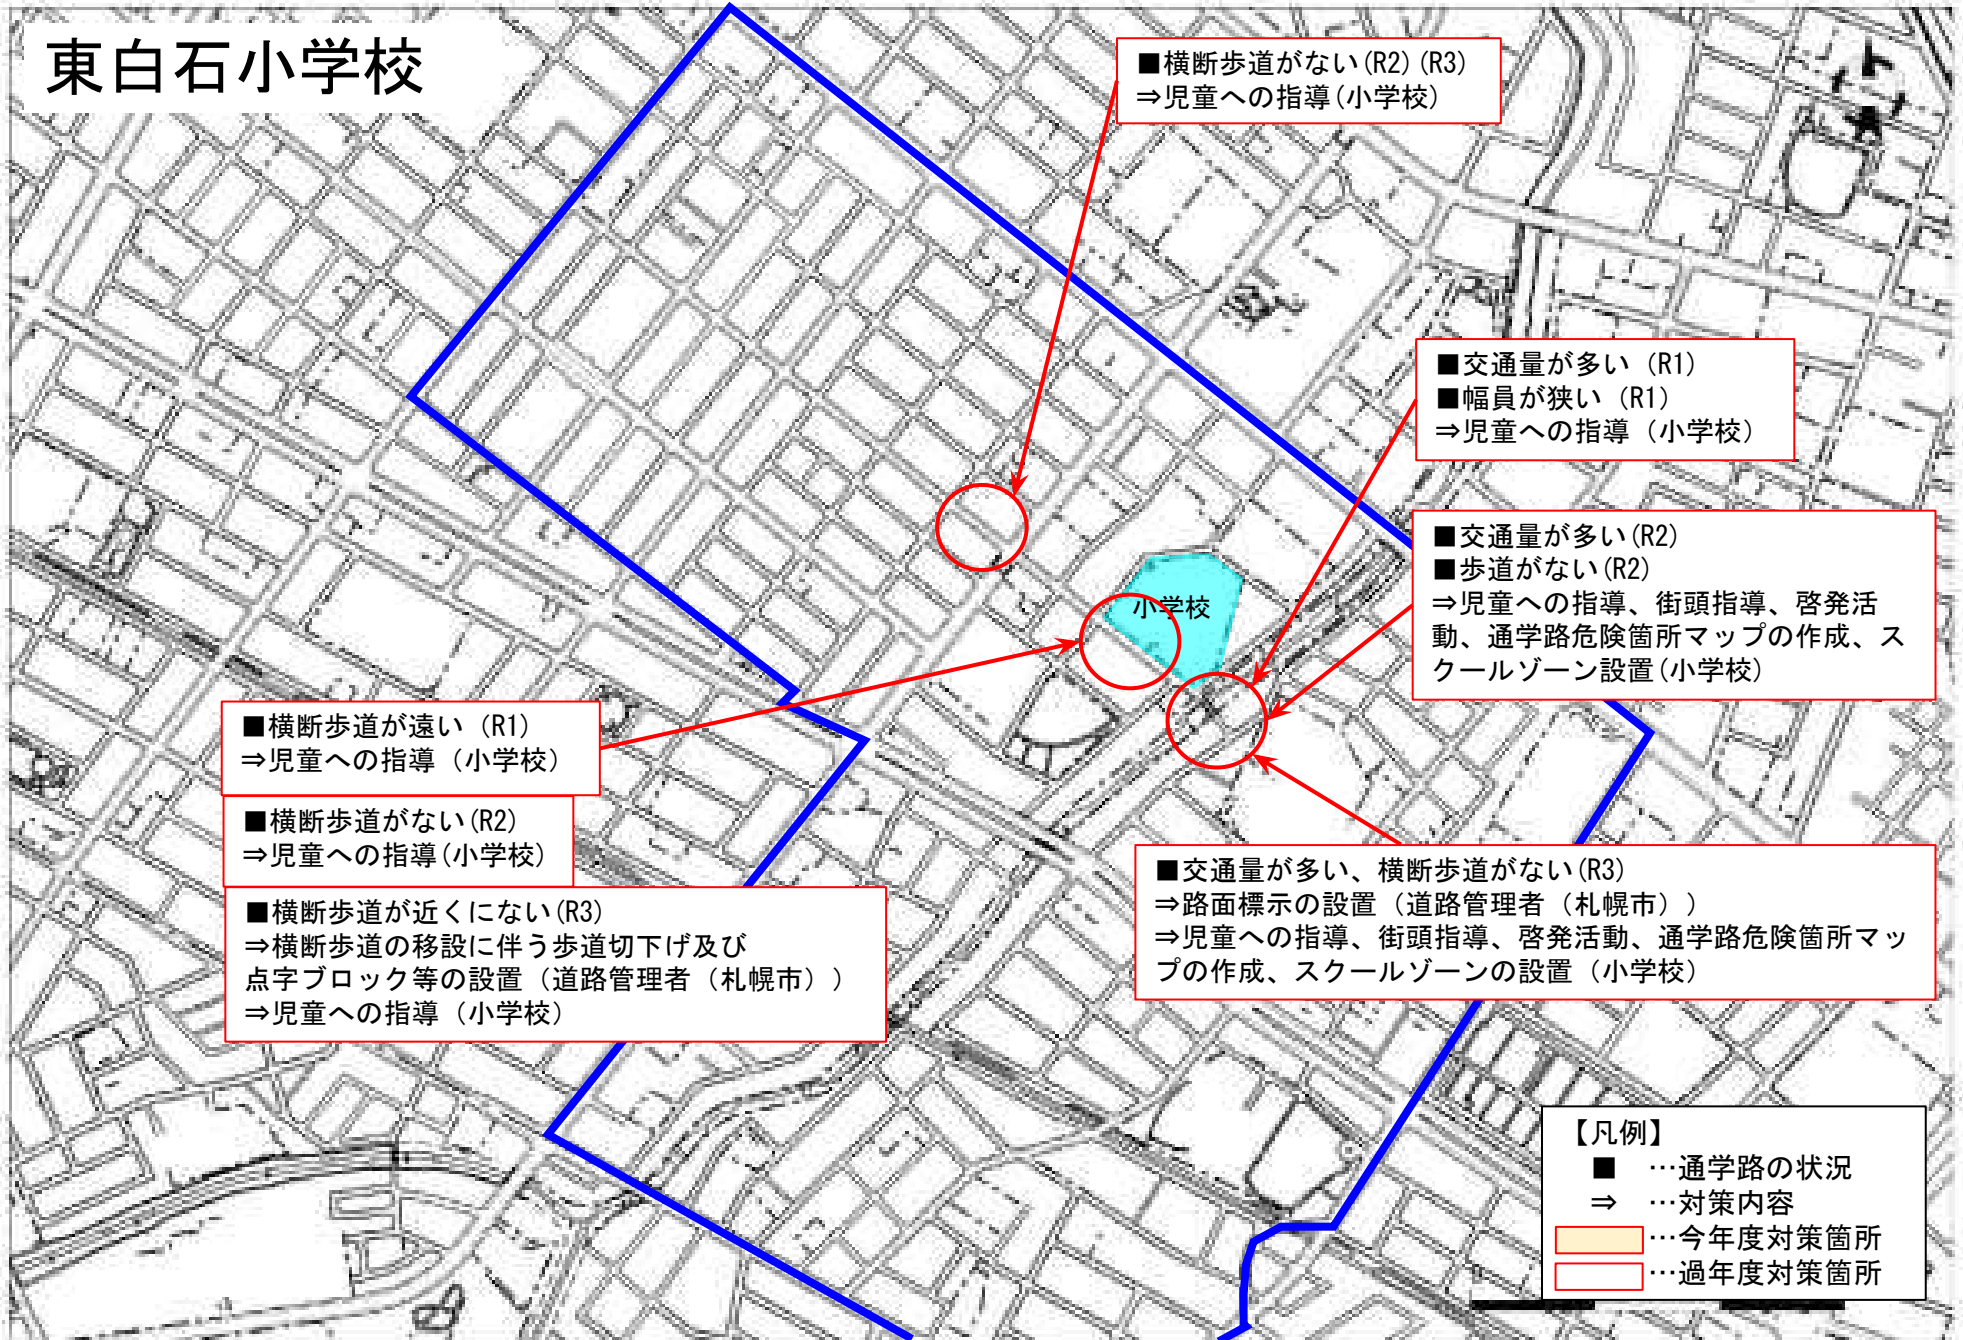 東白石小学校
■横断歩道がない(R2)(R3)
⇒児童への指導(小学校)
■交通量が多い（R1）
■幅員が狭い（R1）
⇒児童への指導（小学校）
■交通量が多い(R2)
■歩道がない(R2)
⇒児童への指導、街頭指導、啓発活
動、通学路危険箇所マップの作成、ス
クールゾーン設置(小学校)
小学校
■横断歩道が遠い（R1）
⇒児童への指導（小学校）
■横断歩道がない(R2)
⇒児童への指導(小学校)
■横断歩道が近くにない(R3)
⇒横断歩道の移設に伴う歩道切下げ及び
点字ブロック等の設置（道路管理者（札幌市））
⇒児童への指導（小学校）
■交通量が多い、横断歩道がない(R3)
⇒路面標示の設置（道路管理者（札幌市））
⇒児童への指導、街頭指導、啓発活動、通学路危険箇所マッ
プの作成、スクールゾーンの設置（小学校）
【凡例】
■ …通学路の状況
⇒ …対策内容
…今年度対策箇所
…過年度対策箇所